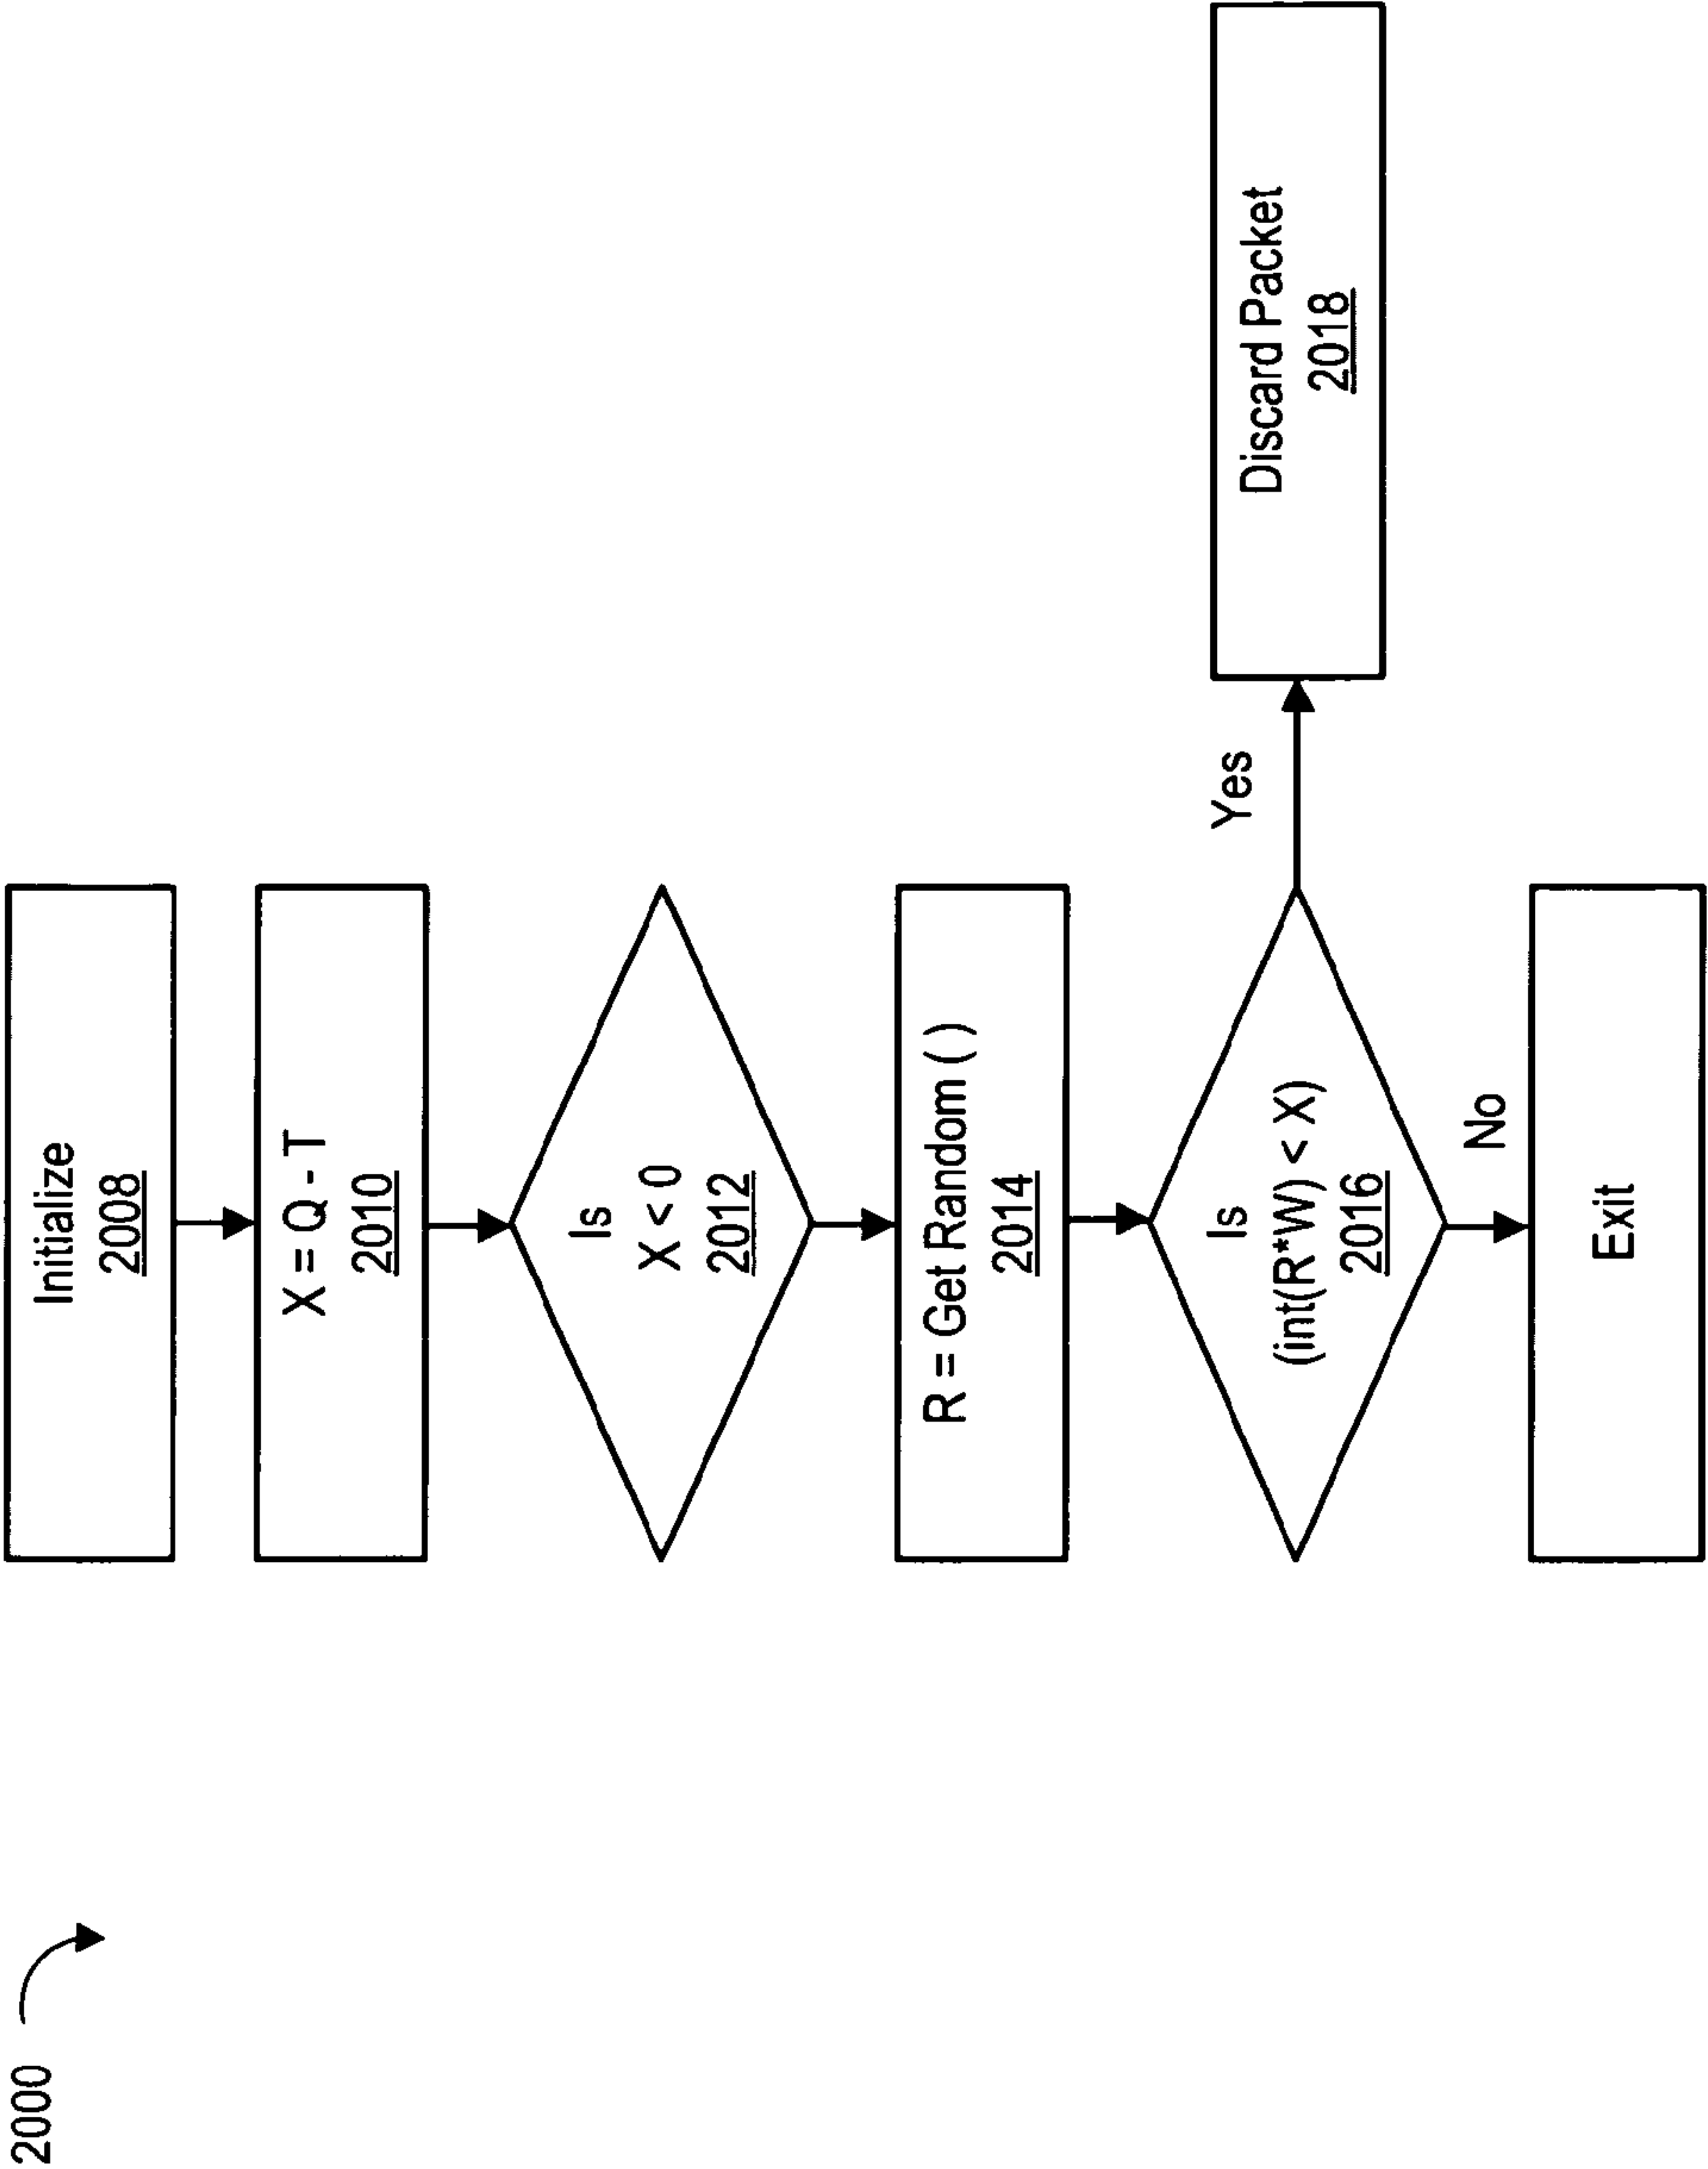 2000
Initialize
2008
X = Q - T
2010
Is
X < 0
2012
R = Get Random ( )
2014
Is
(int(R*W) < X)
2016
Yes
Discard Packet
2018
No
Exit